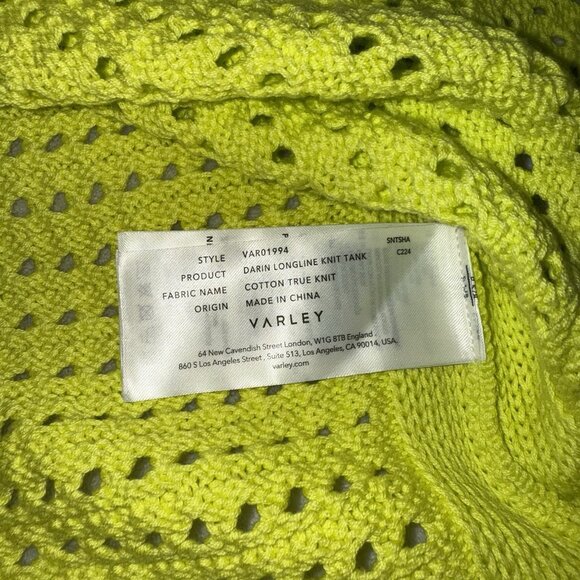 STYLE VAR01994
PRODUCT DARIN LONGLINE KNIT TANK
FABRIC NAME COTTON TRUE KNIT
ORIGIN MADE IN CHINA
SNTSHA
C224
VARLEY
64 New Cavendish Street London, W1G 8TB England.
860 S Los Angeles Street, Suite 513, Los Angeles, CA 90014, USA.
varley.com